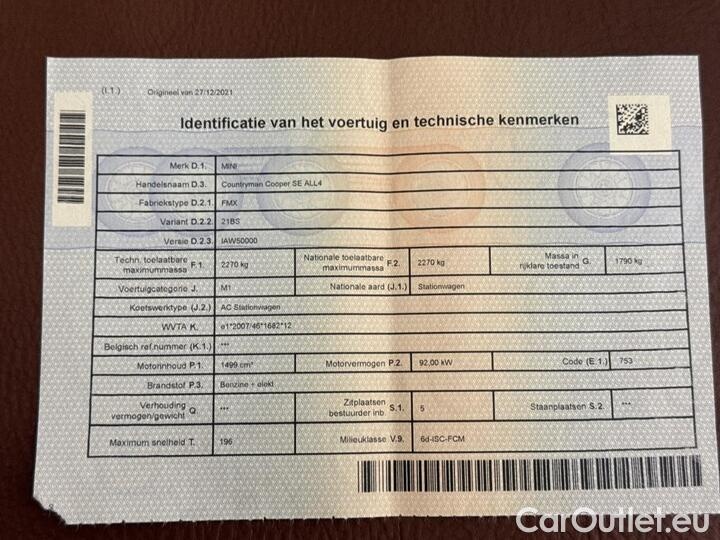 (I.1.) Origineel van 27/12/2021
Identificatie van het voertuig en technische kenmerken
Merk D.1. MINI
Handelsnaam D.3. Countryman Cooper SE ALL4
Fabriekstype D.2.1. FMX
Variant D.2.2. 21BS
Versie D.2.3. IAW50000
Techn. toelaatbare maximummassa F.1. 2270 kg Nationale toelaatbare maximummassa F.2. 2270 kg Massa in rijklare toestand G. 1790 kg
Voertuigcategorie J. M1 Nationale aard (J.1.) Stationwagen
Koetswerktype (J.2.) AC Stationwagen
WVTA K. e1*2007/46*1682*12
Belgisch ref.nummer (K.1.) ***
Motorinhoud P.1. 1499 cm³ Motorvermogen P.2. 92.00 kW Code (E.1.) 753
Brandstof P.3. Benzine + elekt
Verhouding vermogen/gewicht Q. *** Zitplaatsen bestuurder inb. S.1. 5 Staanplaatsen S.2. ***
Maximum snelheid T. 196 Milieuklasse V.9. 6d-ISC-FCM
CarOutlet.eu